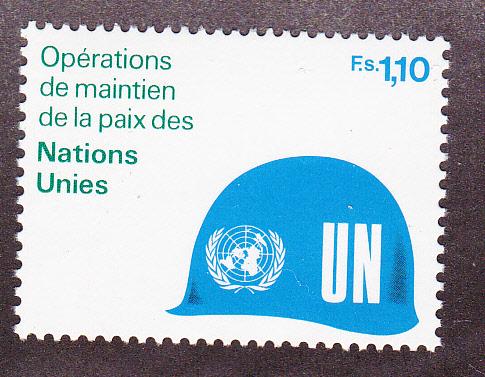 Opérations
de maintien
de la paix des
Nations
Unies
F.s.1,10
UN